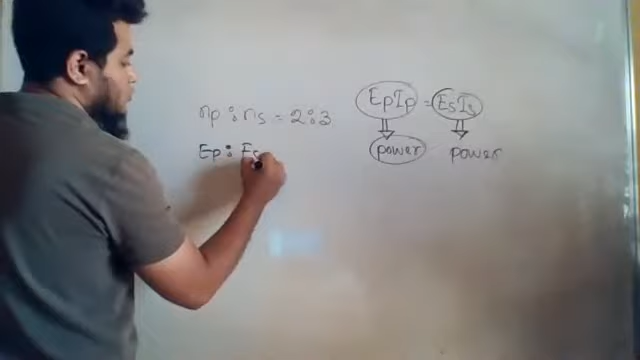 np : ns = 2 : 3
Ep : Es
EpIp = EsIs
power power